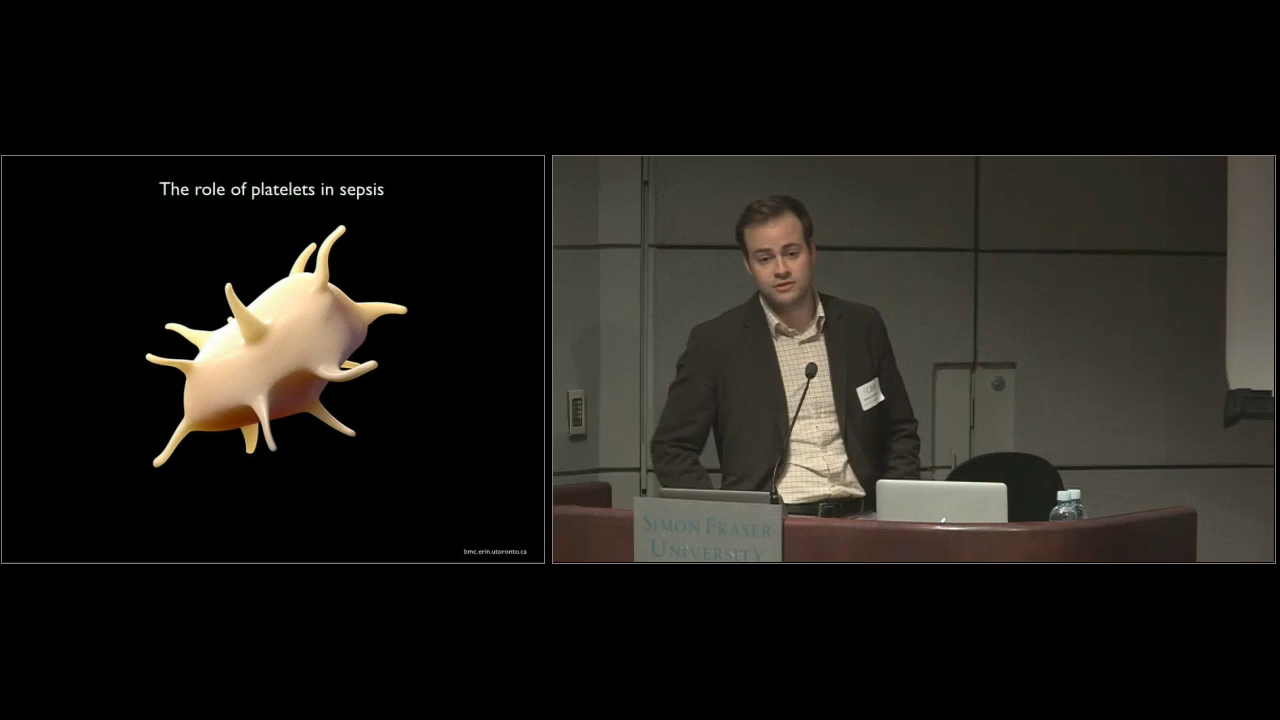 The role of platelets in sepsis
bmc.erin.utoronto.ca
SIMON FRASER
UNIVERSITY